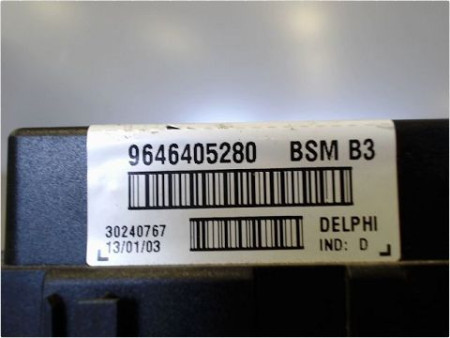 9646405280 BSM B3
30240767 DELPHI
13/01/03 IND: D